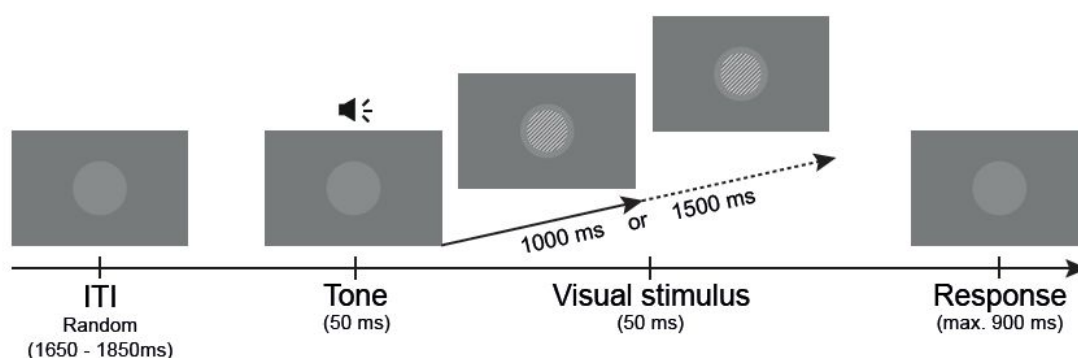 1000 ms or 1500 ms
ITI
Random
(1650 - 1850ms)
Tone
(50 ms)
Visual stimulus
(50 ms)
Response
(max. 900 ms)